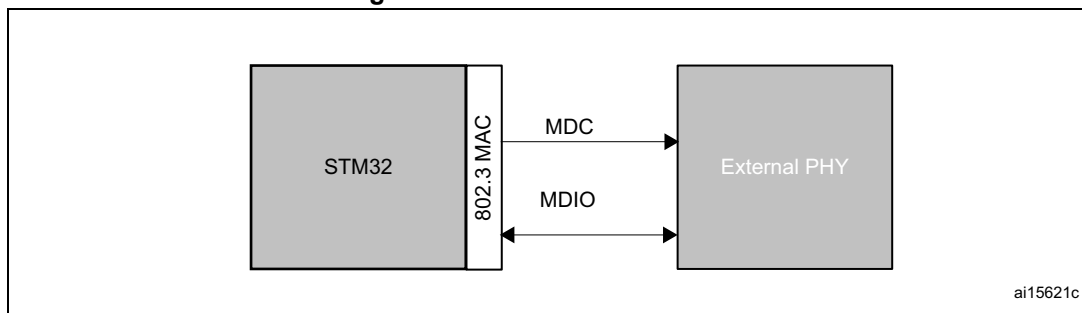 STM32
802.3 MAC
MDC
MDIO
External PHY
ai15621c